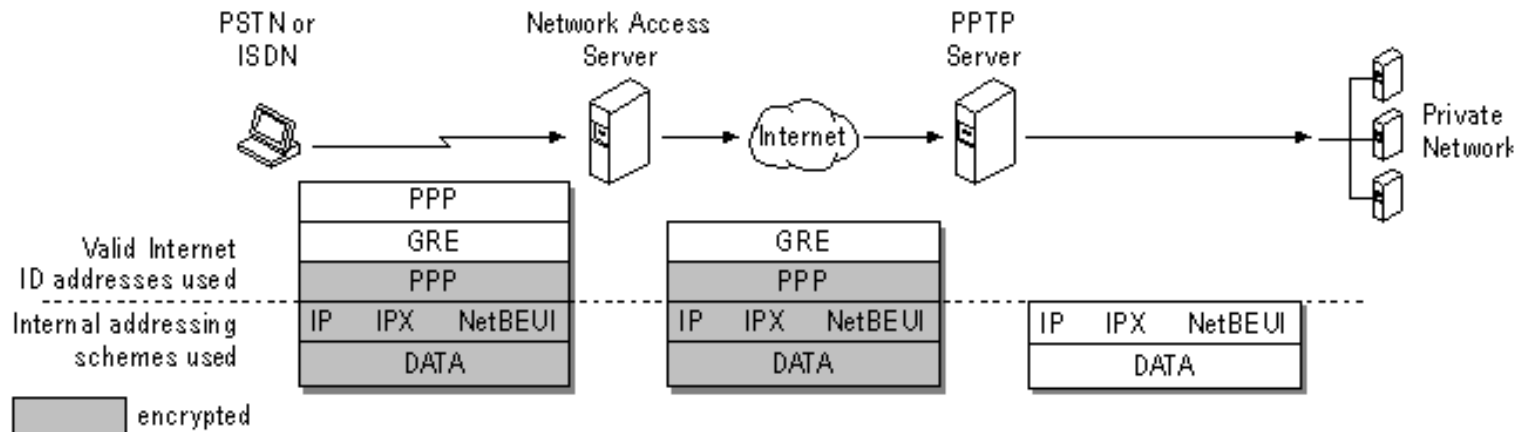 PSTN or
ISDN
Network Access
Server
PPTP
Server
Internet
Private
Network
PPP
GRE
PPP
IP IPX NetBEUI
DATA
GRE
PPP
IP IPX NetBEUI
DATA
IP IPX NetBEUI
DATA
Valid Internet
ID addresses used
Internal addressing
schemes used
encrypted